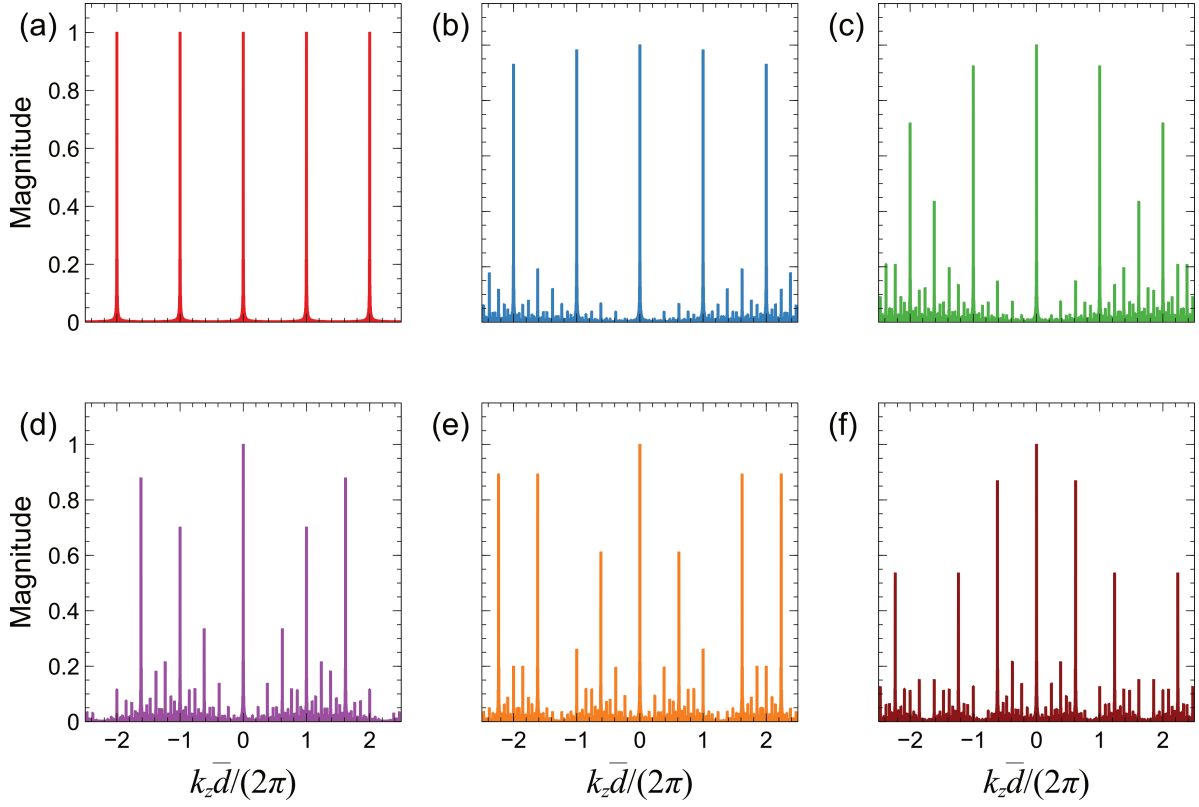 (a) (b) (c)
1
0.8
0.6
0.4
0.2
0
Magnitude
(d) (e) (f)
1
0.8
0.6
0.4
0.2
0
Magnitude
−2 −1 0 1 2 −2 −1 0 1 2 −2 −1 0 1 2
k_z d̅/(2π) k_z d̅/(2π) k_z d̅/(2π)